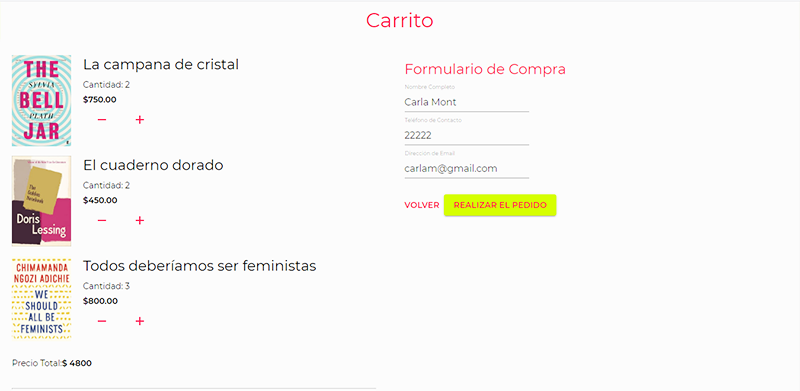 Carrito
THE
SYLVIA
BELL
PLATH
JAR
La campana de cristal
Cantidad: 2
$750.00
El cuaderno dorado
Cantidad: 2
$450.00
The
Golden
Notebook
Doris
Lessing
CHIMAMANDA
NGOZI ADICHIE
WE
SHOULD
ALL BE
FEMINISTS
Todos deberíamos ser feministas
Cantidad: 3
$800.00
Precio Total:$ 4800
Formulario de Compra
Nombre Completo
Carla Mont
Teléfono de Contacto
22222
Dirección de Email
carlam@gmail.com
VOLVER REALIZAR EL PEDIDO